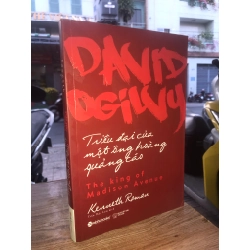 DAVID
OGILVY
Triều đại của
một ông hoàng
quảng cáo
The king of
Madison Avenue
Kenneth Roman